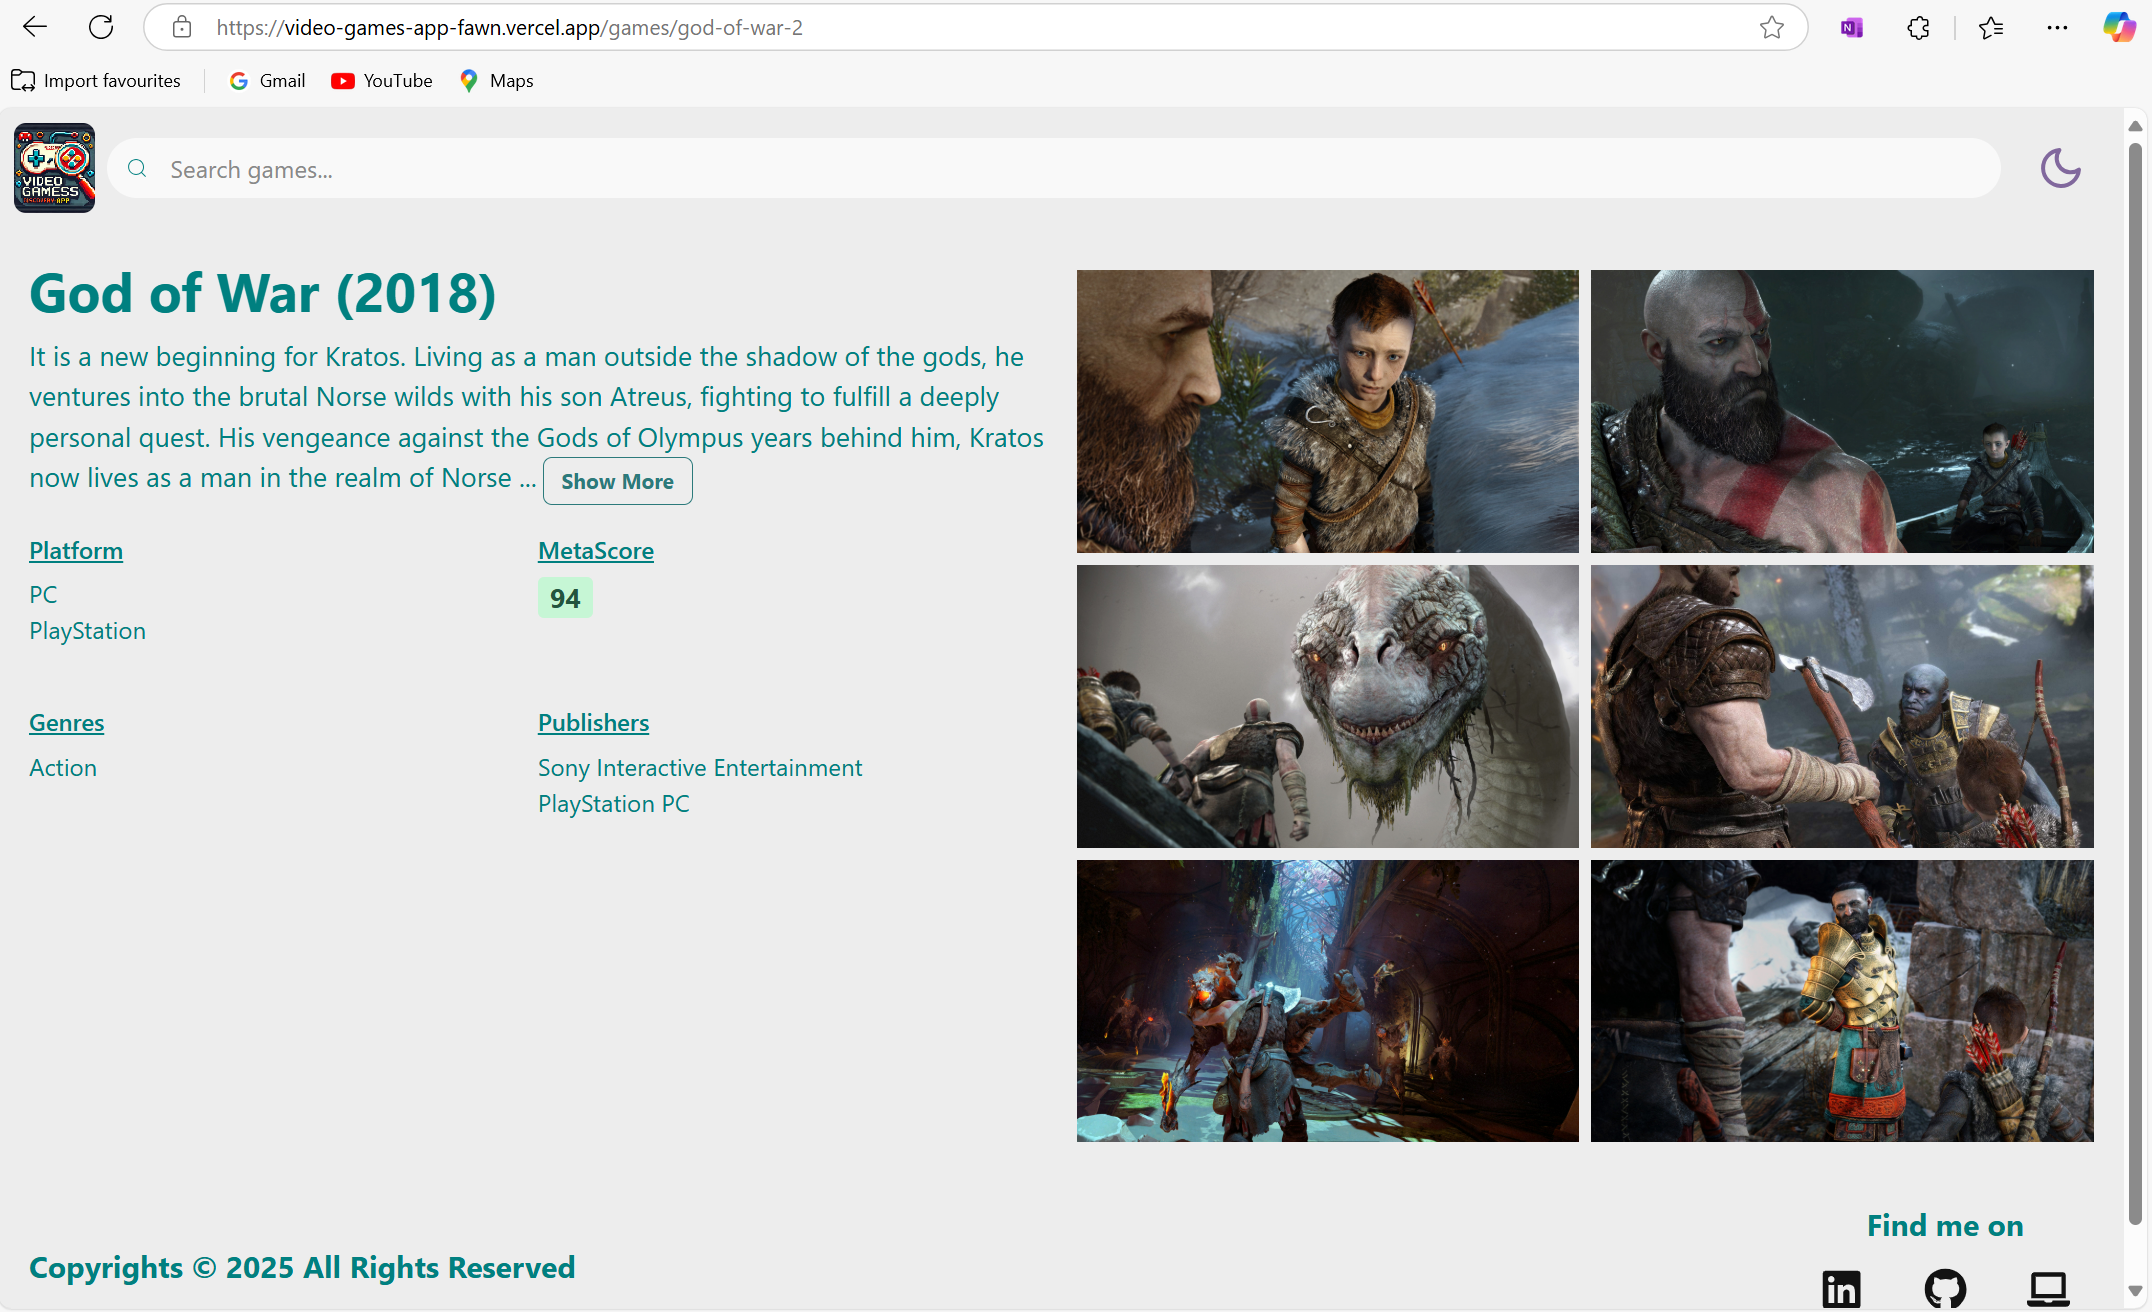 https://video-games-app-fawn.vercel.app/games/god-of-war-2
Import favourites
Gmail
YouTube
Maps
VIDEO
GAMESS
DISCOVERY APP
Search games...
God of War (2018)
It is a new beginning for Kratos. Living as a man outside the shadow of the gods, he
ventures into the brutal Norse wilds with his son Atreus, fighting to fulfill a deeply
personal quest. His vengeance against the Gods of Olympus years behind him, Kratos
now lives as a man in the realm of Norse ... Show More
Platform
PC
PlayStation
MetaScore
94
Genres
Action
Publishers
Sony Interactive Entertainment
PlayStation PC
Find me on
Copyrights © 2025 All Rights Reserved